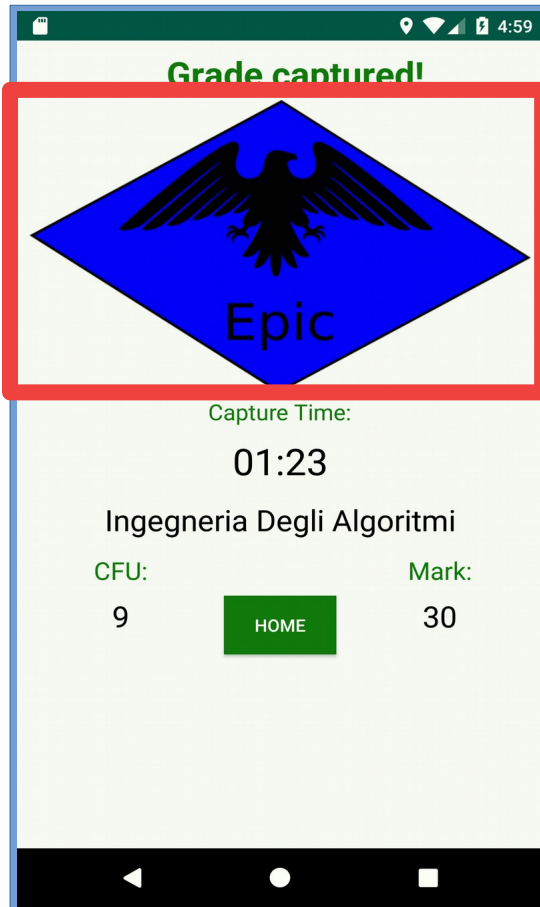 4:59
Grade captured!
Epic
Capture Time:
01:23
Ingegneria Degli Algoritmi
CFU:
Mark:
9
HOME
30